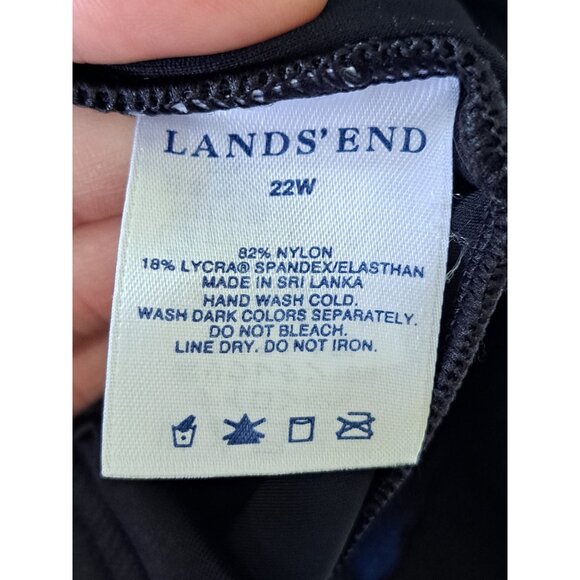 LANDS' END
22W
82% NYLON
18% LYCRA® SPANDEX/ELASTHAN
MADE IN SRI LANKA
HAND WASH COLD.
WASH DARK COLORS SEPARATELY.
DO NOT BLEACH.
LINE DRY. DO NOT IRON.